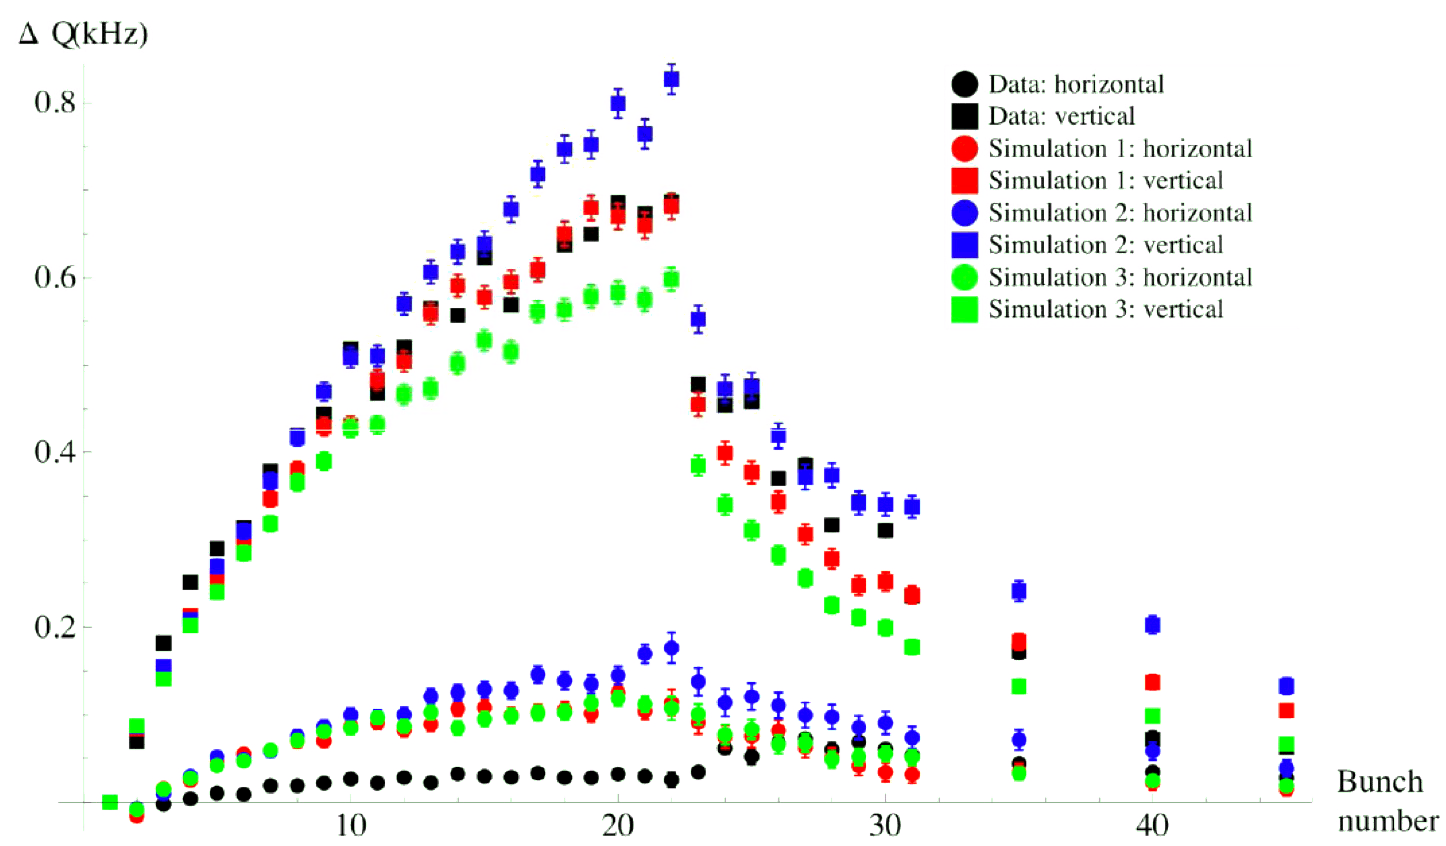 Δ Q(kHz)
0.8
0.6
0.4
0.2
Data: horizontal
Data: vertical
Simulation 1: horizontal
Simulation 1: vertical
Simulation 2: horizontal
Simulation 2: vertical
Simulation 3: horizontal
Simulation 3: vertical
10
20
30
40
Bunch
number